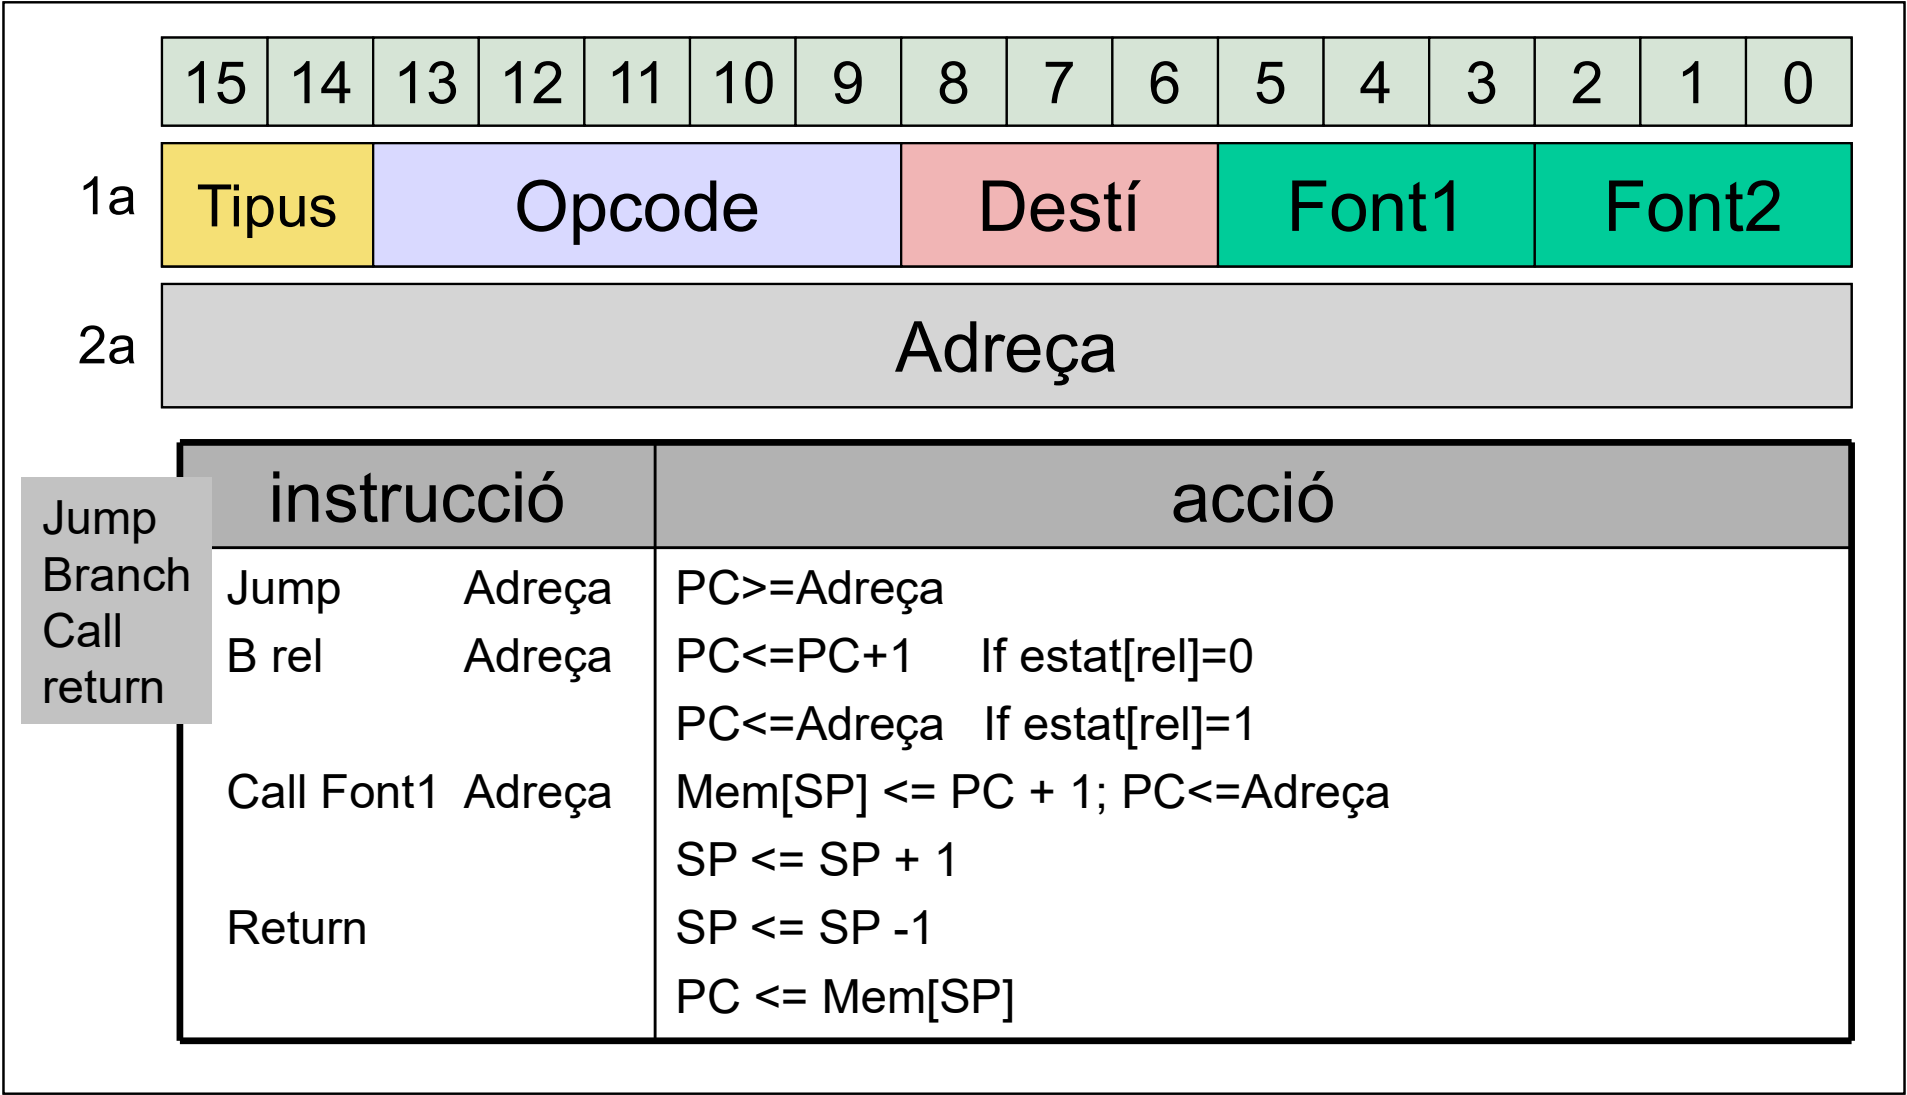 15 14 13 12 11 10 9 8 7 6 5 4 3 2 1 0
1a Tipus Opcode Destí Font1 Font2
2a Adreça
instrucció acció
Jump
Branch
Call
return
Jump Adreça PC>=Adreça
B rel Adreça PC<=PC+1 If estat[rel]=0
PC<=Adreça If estat[rel]=1
Call Font1 Adreça Mem[SP] <= PC + 1; PC<=Adreça
SP <= SP + 1
Return SP <= SP -1
PC <= Mem[SP]